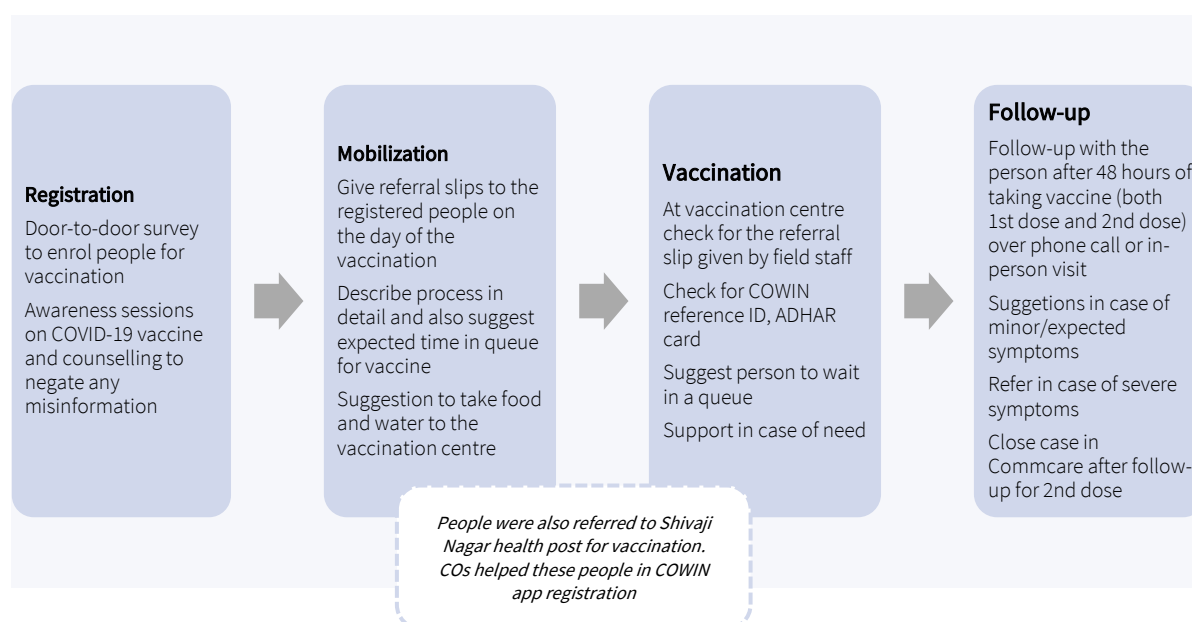 Registration
Door-to-door survey
to enrol people for
vaccination
Awareness sessions
on COVID-19 vaccine
and counselling to
negate any
misinformation
Mobilization
Give referral slips to the
registered people on
the day of the
vaccination
Describe process in
detail and also suggest
expected time in queue
for vaccine
Suggestion to take food
and water to the
vaccination centre
Vaccination
At vaccination centre
check for the referral
slip given by field staff
Check for COWIN
reference ID, ADHAR
card
Suggest person to wait
in a queue
Support in case of need
Follow-up
Follow-up with the
person after 48 hours of
taking vaccine (both
1st dose and 2nd dose)
over phone call or in-
person visit
Suggetions in case of
minor/expected
symptoms
Refer in case of severe
symptoms
Close case in
Commcare after follow-
up for 2nd dose
People were also referred to Shivaji
Nagar health post for vaccination.
COs helped these people in COWIN
app registration